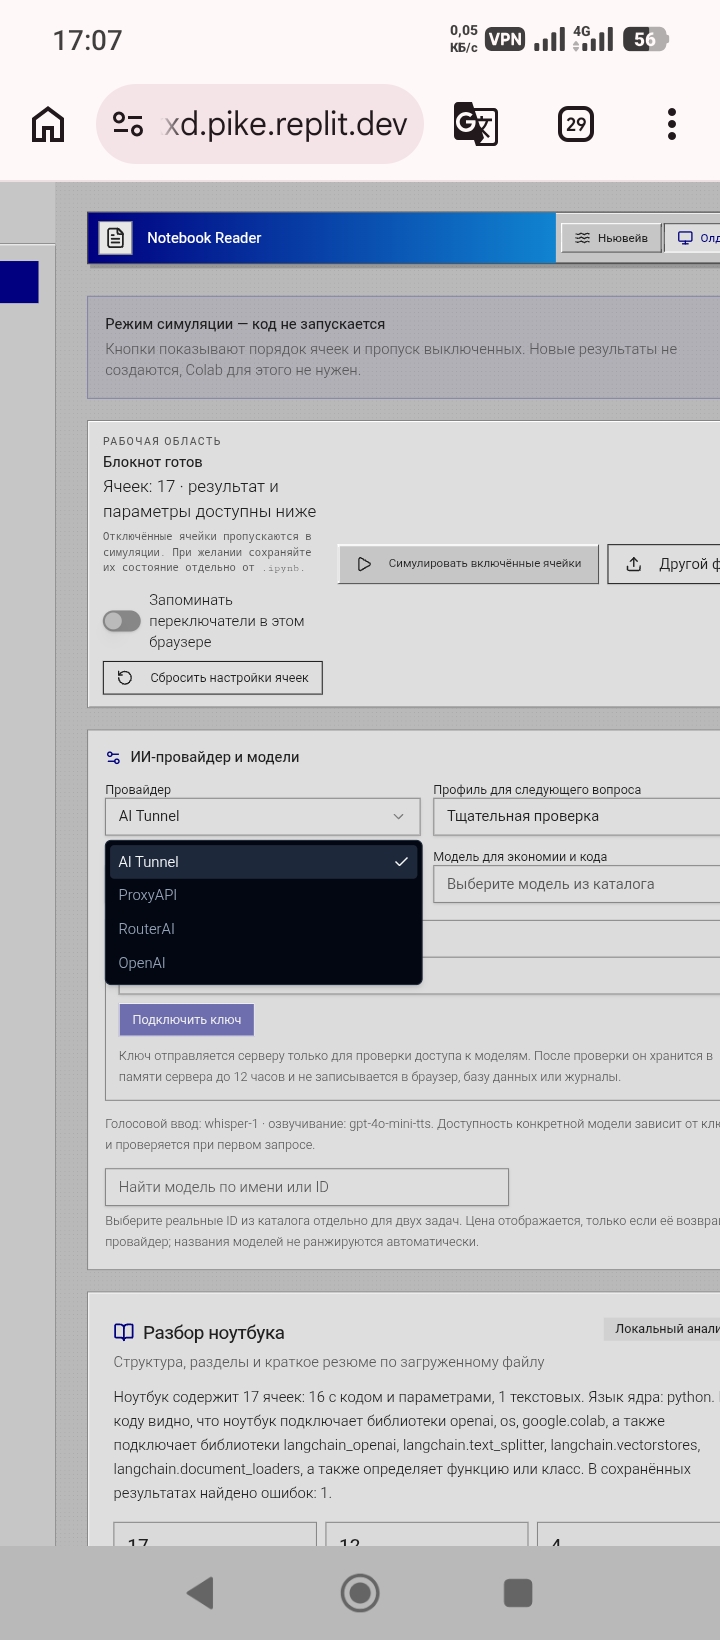 17:07
0,05
КБ/с
VPN
4G
56
xd.pike.replit.dev
29
Notebook Reader
Ньювейв
Олд
Режим симуляции — код не запускается
Кнопки показывают порядок ячеек и пропуск выключенных. Новые результаты не
создаются, Colab для этого не нужен.
РАБОЧАЯ ОБЛАСТЬ
Блокнот готов
Ячеек: 17 · результат и
параметры доступны ниже
Отключённые ячейки пропускаются в
симуляции. При желании сохраняйте
их состояние отдельно от .ipynb.
Симулировать включённые ячейки
Другой ф
Запоминать
переключатели в этом
браузере
Сбросить настройки ячеек
ИИ-провайдер и модели
Провайдер
Профиль для следующего вопроса
AI Tunnel
Тщательная проверка
AI Tunnel
ProxyAPI
RouterAI
OpenAI
Модель для экономии и кода
Выберите модель из каталога
Подключить ключ
Ключ отправляется серверу только для проверки доступа к моделям. После проверки он хранится в
памяти сервера до 12 часов и не записывается в браузер, базу данных или журналы.
Голосовой ввод: whisper-1 · озвучивание: gpt-4o-mini-tts. Доступность конкретной модели зависит от клю
и проверяется при первом запросе.
Найти модель по имени или ID
Выберите реальные ID из каталога отдельно для двух задач. Цена отображается, только если её возвра
провайдер; названия моделей не ранжируются автоматически.
Разбор ноутбука
Локальный анали
Структура, разделы и краткое резюме по загруженному файлу
Ноутбук содержит 17 ячеек: 16 с кодом и параметрами, 1 текстовых. Язык ядра: python.
коду видно, что ноутбук подключает библиотеки openai, os, google.colab, а также
подключает библиотеки langchain_openai, langchain.text_splitter, langchain.vectorstores,
langchain.document_loaders, а также определяет функцию или класс. В сохранённых
результатах найдено ошибок: 1.
17
12
4